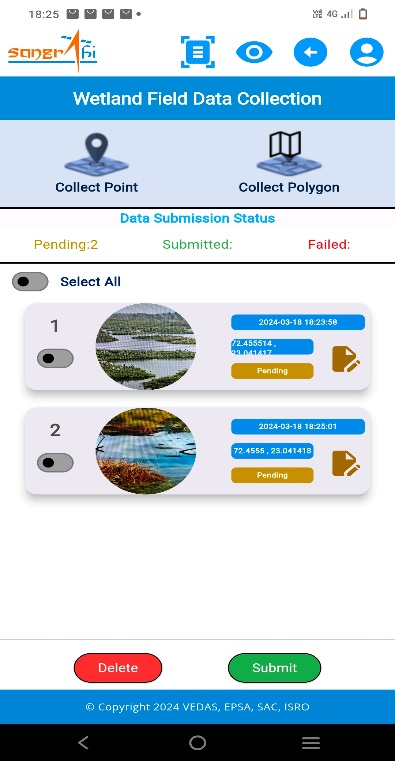 18:25
4G
sangrahi
Wetland Field Data Collection
Collect Point
Collect Polygon
Data Submission Status
Pending:2 Submitted: Failed:
Select All
1
2024-03-18 18:23:58
72.455514 ,
23.041417
Pending
2
2024-03-18 18:25:01
72.4555 , 23.041418
Pending
Delete
Submit
© Copyright 2024 VEDAS, EPSA, SAC, ISRO